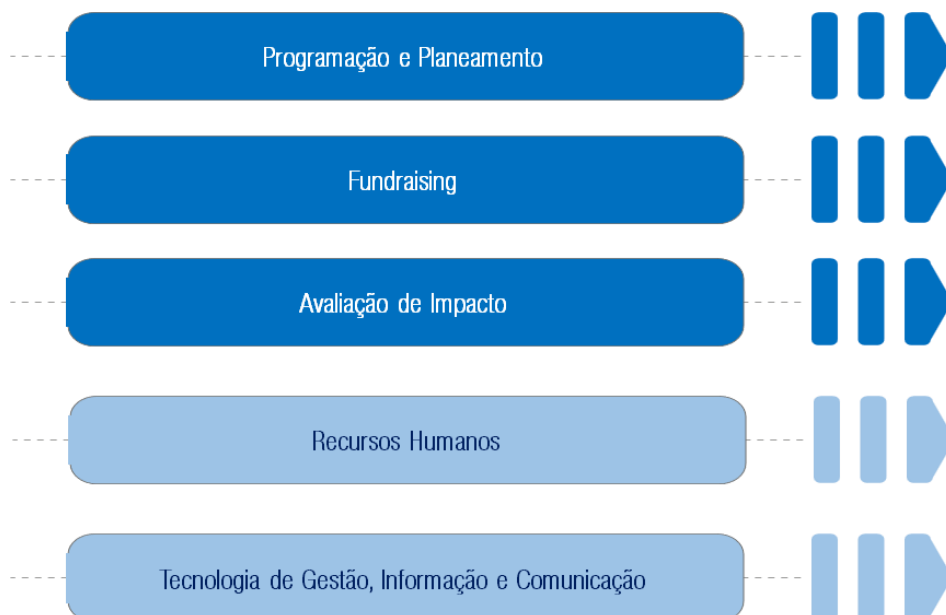 Programação e Planeamento
Fundraising
Avaliação de Impacto
Recursos Humanos
Tecnologia de Gestão, Informação e Comunicação